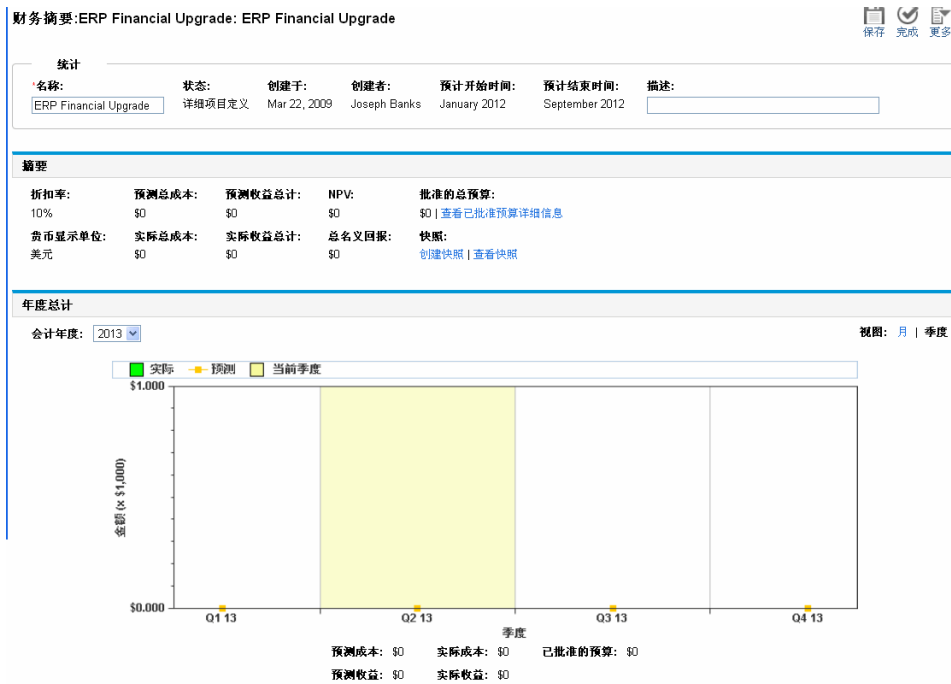 财务摘要:ERP Financial Upgrade: ERP Financial Upgrade
保存 完成 更多
统计
*名称: 状态: 创建于: 创建者: 预计开始时间: 预计结束时间: 描述:
ERP Financial Upgrade 详细项目定义 Mar 22, 2009 Joseph Banks January 2012 September 2012
摘要
折扣率: 预测总成本: 预测收益总计: NPV: 批准的总预算:
10% $0 $0 $0 $0 | 查看已批准预算详细信息
货币显示单位: 实际总成本: 实际收益总计: 总名义回报: 快照:
美元 $0 $0 $0 创建快照 | 查看快照
年度总计
会计年度: 2013 视图: 月 | 季度
实际 预测 当前季度
$1.000
金额 (x $1,000)
$0.000
Q1 13 Q2 13 Q3 13 Q4 13
季度
预测成本: $0 实际成本: $0 已批准的预算: $0
预测收益: $0 实际收益: $0